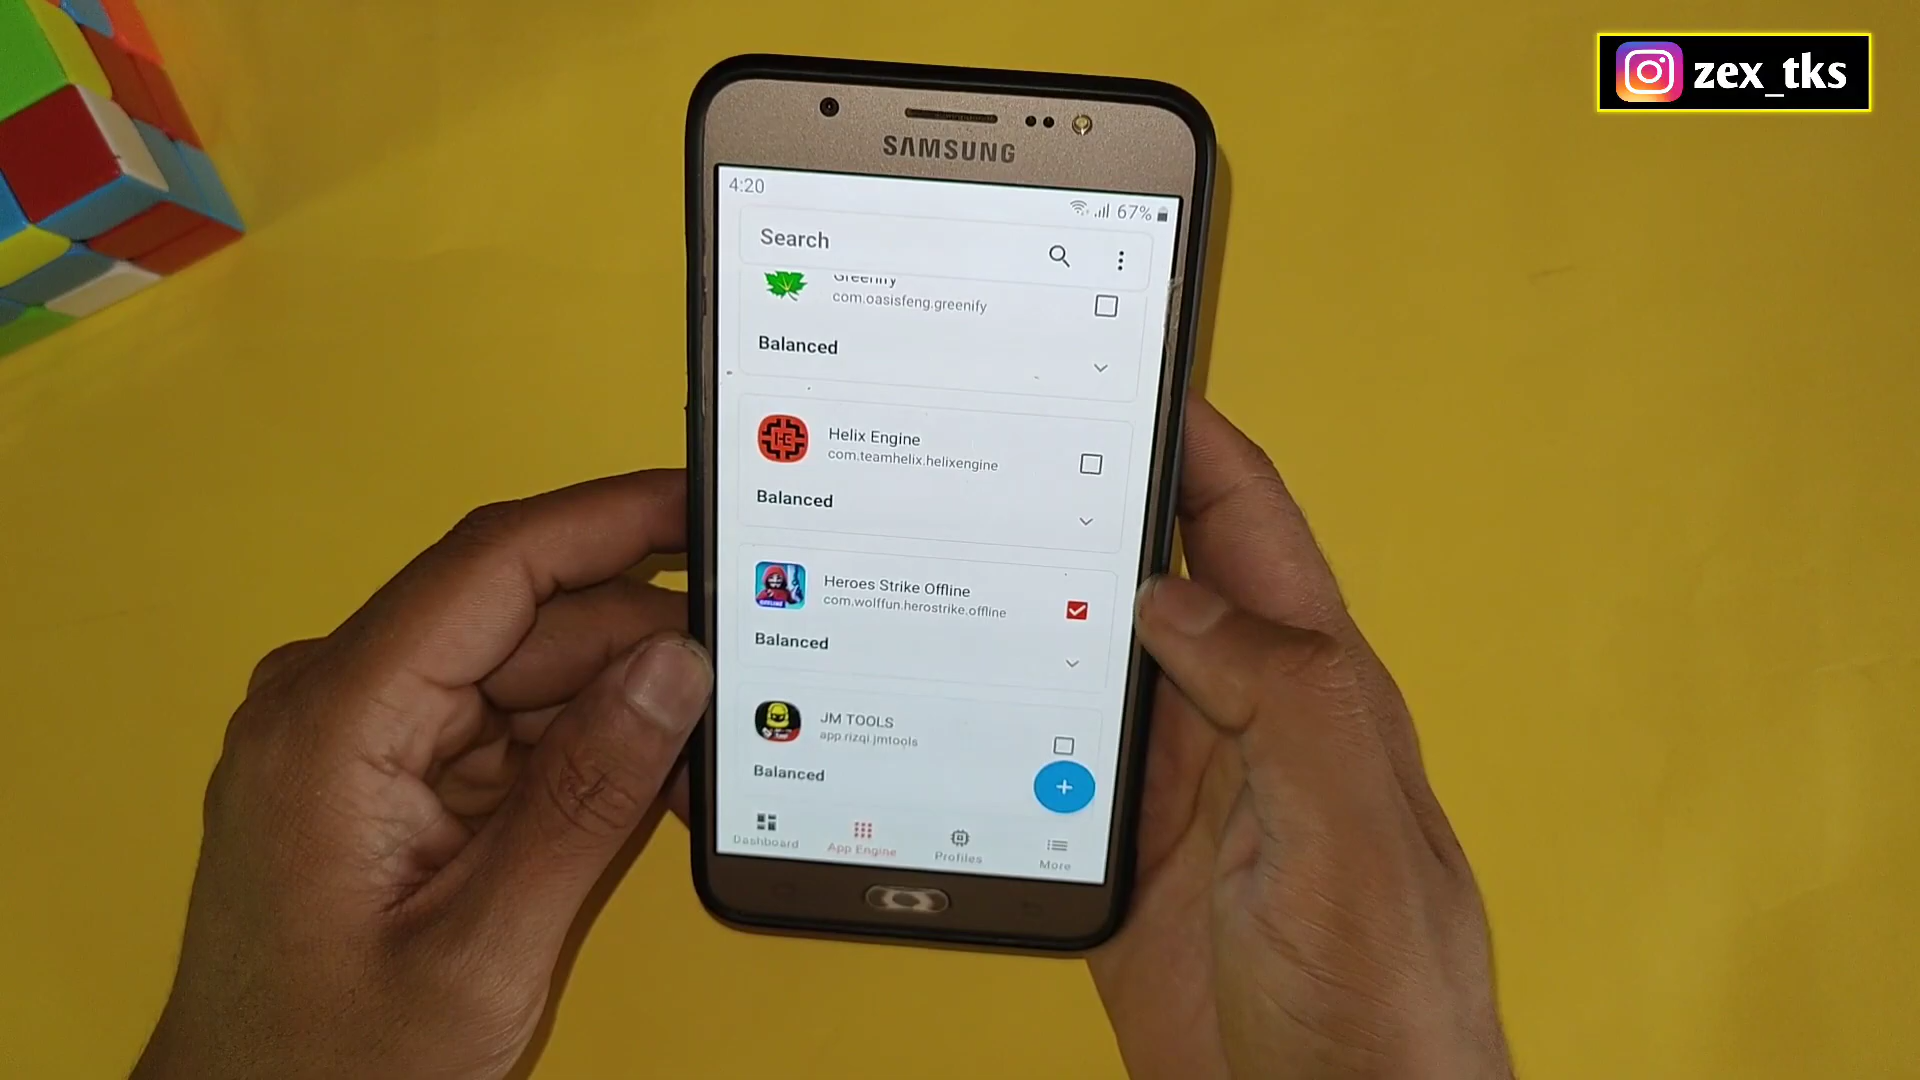 zex_tks
SAMSUNG
4:20
67%
Search
Greenify
com.oasisfeng.greenify
Balanced
Helix Engine
com.teamhelix.helixengine
Balanced
Heroes Strike Offline
com.wolffun.herostrike.offline
Balanced
JM TOOLS
app.rizqi.jmtools
Balanced
Dashboard
App Engine
Profiles
More